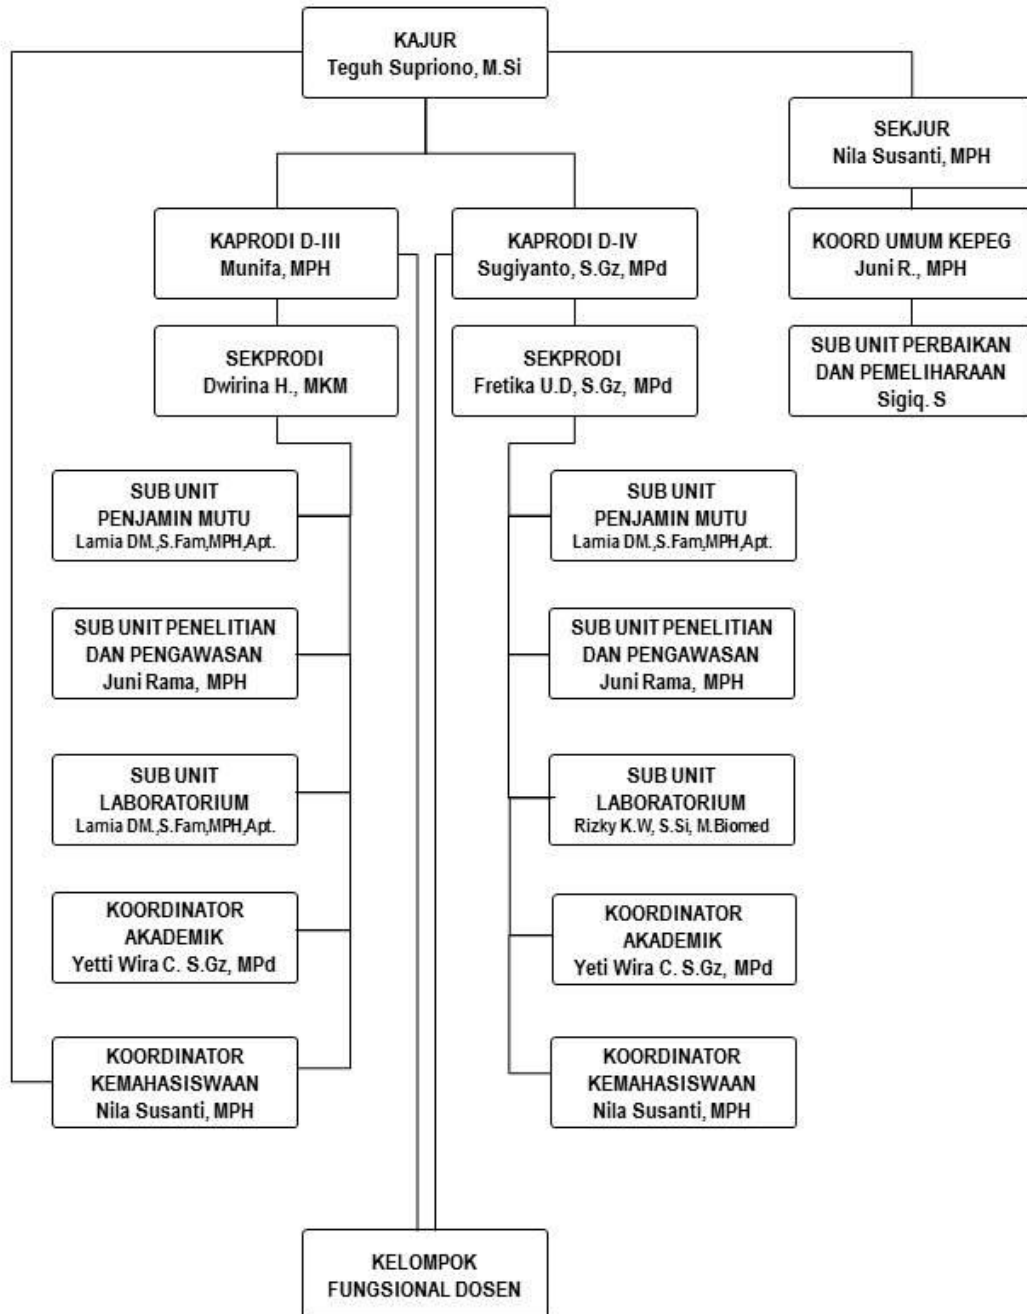 KAJUR
Teguh Supriono, M.Si
SEKJUR
Nila Susanti, MPH
KAPRODI D-III
Munifa, MPH
KAPRODI D-IV
Sugiyanto, S.Gz, MPd
KOORD UMUM KEPEG
Juni R., MPH
SEKPRODI
Dwirina H., MKM
SEKPRODI
Fretika U.D, S.Gz, MPd
SUB UNIT PERBAIKAN
DAN PEMELIHARAAN
Sigiq. S
SUB UNIT
PENJAMIN MUTU
Lamia DM.,S.Fam,MPH,Apt.
SUB UNIT
PENJAMIN MUTU
Lamia DM.,S.Fam,MPH,Apt.
SUB UNIT PENELITIAN
DAN PENGAWASAN
Juni Rama, MPH
SUB UNIT PENELITIAN
DAN PENGAWASAN
Juni Rama, MPH
SUB UNIT
LABORATORIUM
Lamia DM.,S.Fam,MPH,Apt.
SUB UNIT
LABORATORIUM
Rizky K.W, S.Si, M.Biomed
KOORDINATOR
AKADEMIK
Yetti Wira C. S.Gz, MPd
KOORDINATOR
AKADEMIK
Yeti Wira C. S.Gz, MPd
KOORDINATOR
KEMAHASISWAAN
Nila Susanti, MPH
KOORDINATOR
KEMAHASISWAAN
Nila Susanti, MPH
KELOMPOK
FUNGSIONAL DOSEN